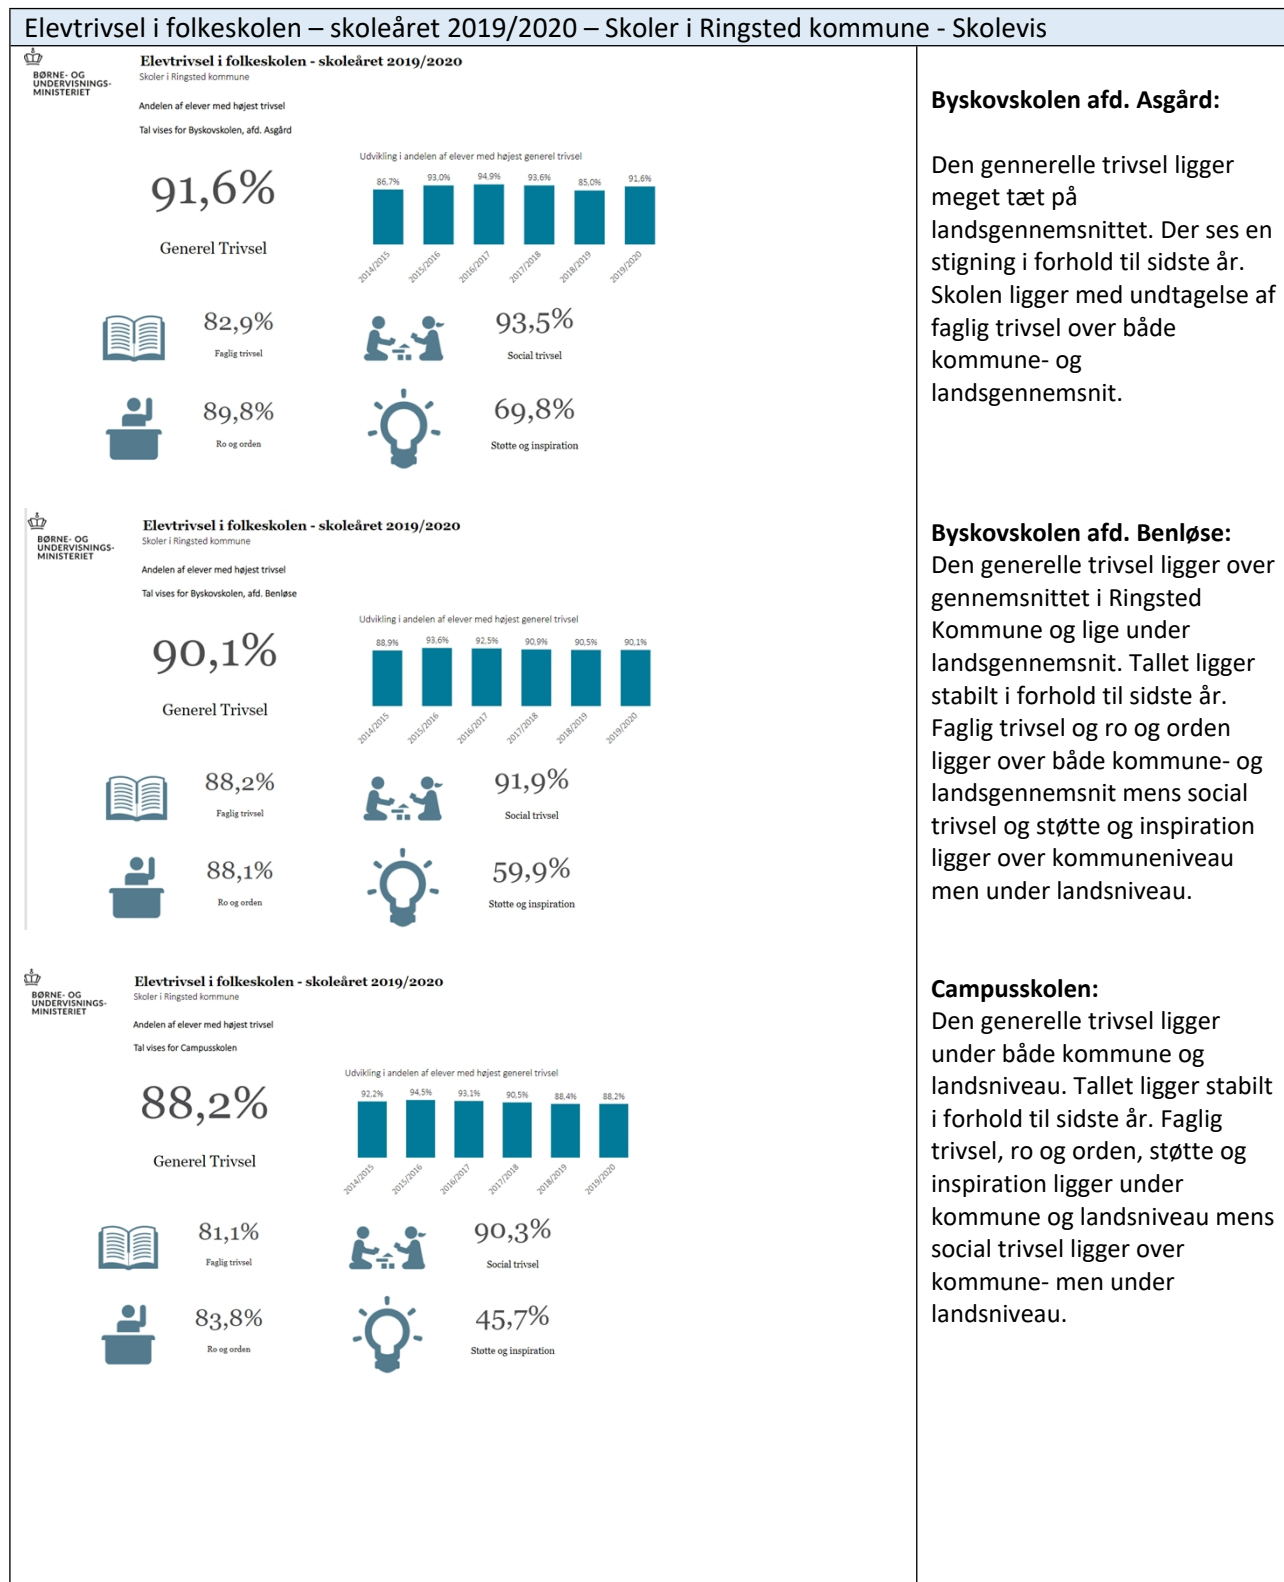 Elevtrivsel i folkeskolen – skoleåret 2019/2020 – Skoler i Ringsted kommune - Skolevis
BØRNE- OG
UNDERVISNINGS-
MINISTERIET
Elevtrivsel i folkeskolen - skoleåret 2019/2020
Skoler i Ringsted kommune
Andelen af elever med højest trivsel
Tal vises for Byskovskolen, afd. Asgård
91,6%
Generel Trivsel
Udvikling i andelen af elever med højest generel trivsel
86,7% 93,0% 94,9% 93,6% 85,0% 91,6%
2014/2015 2015/2016 2016/2017 2017/2018 2018/2019 2019/2020
82,9%
Faglig trivsel
93,5%
Social trivsel
89,8%
Ro og orden
69,8%
Støtte og inspiration
Byskovskolen afd. Asgård:
Den gennerelle trivsel ligger
meget tæt på
landsgennemsnittet. Der ses en
stigning i forhold til sidste år.
Skolen ligger med undtagelse af
faglig trivsel over både
kommune- og
landsgennemsnit.
BØRNE- OG
UNDERVISNINGS-
MINISTERIET
Elevtrivsel i folkeskolen - skoleåret 2019/2020
Skoler i Ringsted kommune
Andelen af elever med højest trivsel
Tal vises for Byskovskolen, afd. Benløse
90,1%
Generel Trivsel
Udvikling i andelen af elever med højest generel trivsel
88,9% 93,6% 92,5% 90,9% 90,5% 90,1%
2014/2015 2015/2016 2016/2017 2017/2018 2018/2019 2019/2020
88,2%
Faglig trivsel
91,9%
Social trivsel
88,1%
Ro og orden
59,9%
Støtte og inspiration
Byskovskolen afd. Benløse:
Den generelle trivsel ligger over
gennemsnittet i Ringsted
Kommune og lige under
landsgennemsnit. Tallet ligger
stabilt i forhold til sidste år.
Faglig trivsel og ro og orden
ligger over både kommune- og
landsgennemsnit mens social
trivsel og støtte og inspiration
ligger over kommuneniveau
men under landsniveau.
BØRNE- OG
UNDERVISNINGS-
MINISTERIET
Elevtrivsel i folkeskolen - skoleåret 2019/2020
Skoler i Ringsted kommune
Andelen af elever med højest trivsel
Tal vises for Campusskolen
88,2%
Generel Trivsel
Udvikling i andelen af elever med højest generel trivsel
92,2% 94,5% 93,1% 90,5% 88,4% 88,2%
2014/2015 2015/2016 2016/2017 2017/2018 2018/2019 2019/2020
81,1%
Faglig trivsel
90,3%
Social trivsel
83,8%
Ro og orden
45,7%
Støtte og inspiration
Campusskolen:
Den generelle trivsel ligger
under både kommune og
landsniveau. Tallet ligger stabilt
i forhold til sidste år. Faglig
trivsel, ro og orden, støtte og
inspiration ligger under
kommune og landsniveau mens
social trivsel ligger over
kommune- men under
landsniveau.